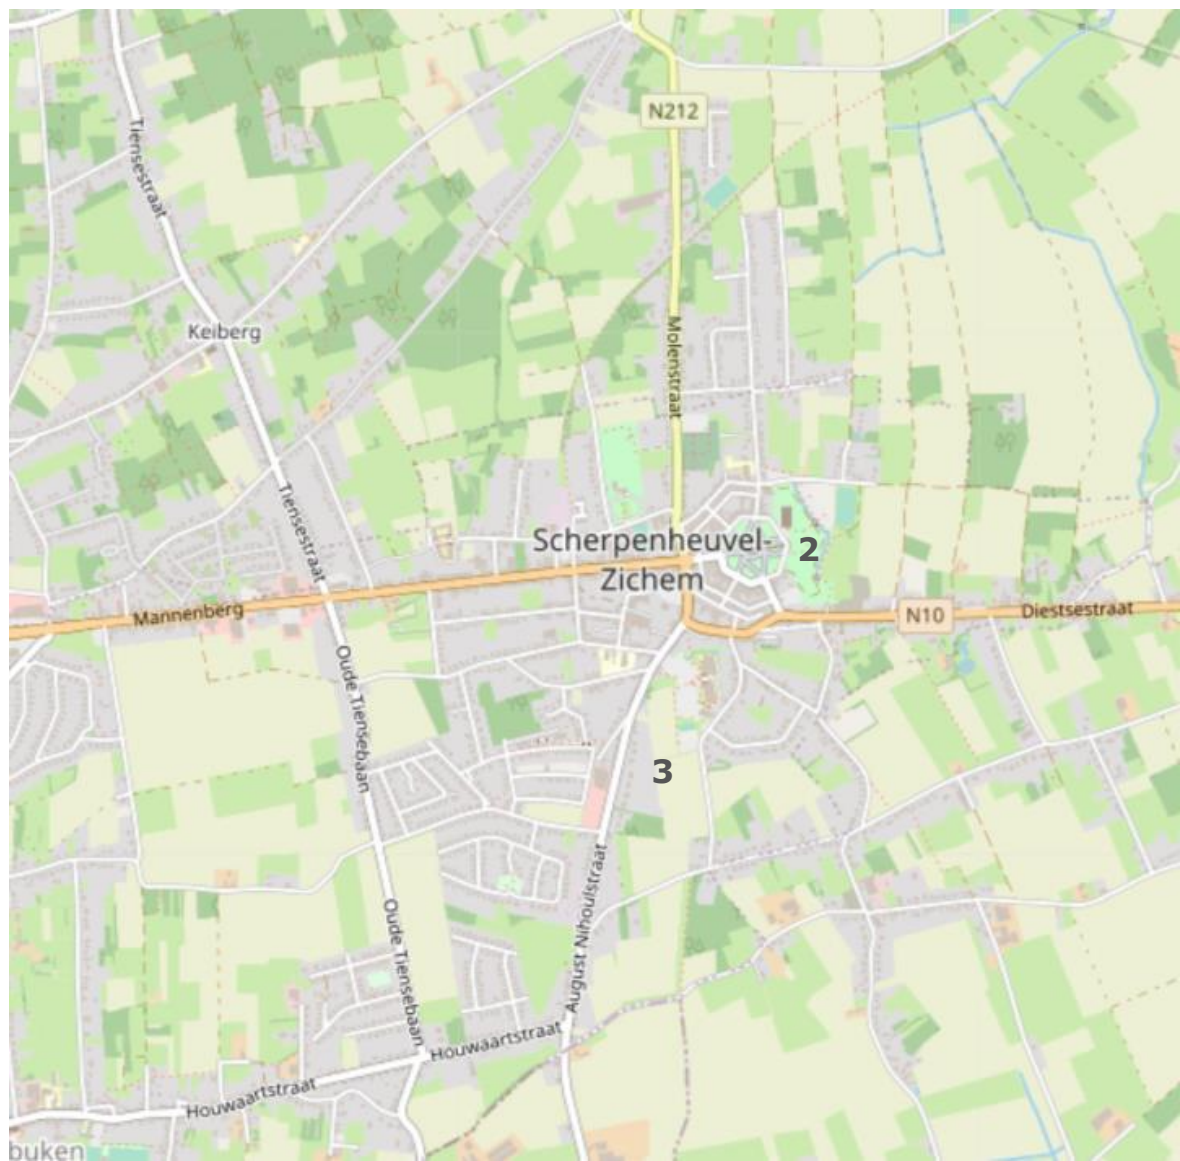 N212
Tiensestraat
Molenstraat
Keiberg
Tiensestraat
Scherpenheuvel-
Zichem
2
Mannenberg
N10
Diestsestraat
Oude Tiensebaan
3
August Nihoulstraat
Oude Tiensebaan
Houwaartstraat
Houwaartstraat
buken